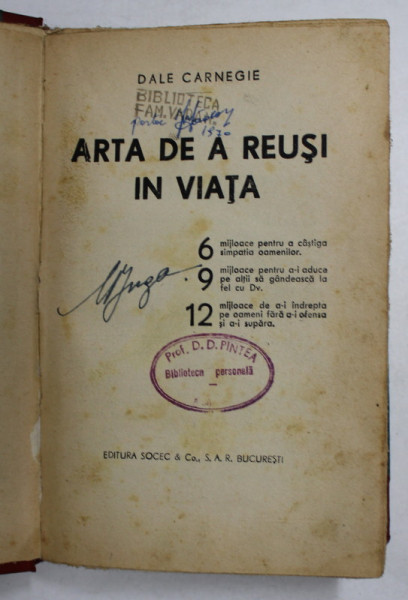 DALE CARNEGIE
BIBLIOTECA
FAM.
ARTA DE A REUȘI
IN VIAȚA
6 mijloace pentru a câștiga
simpatia oamenilor.
9 mijloace pentru a-i aduce
pe alții să gândească la
fel cu Dv.
12 mijloace de a-i îndrepta
pe oameni fără a-i ofensa
și a-i supăra.
Prof. D. D. PINTEA
Biblioteca personală
EDITURA SOCEC & Co., S. A. R. BUCUREȘTI